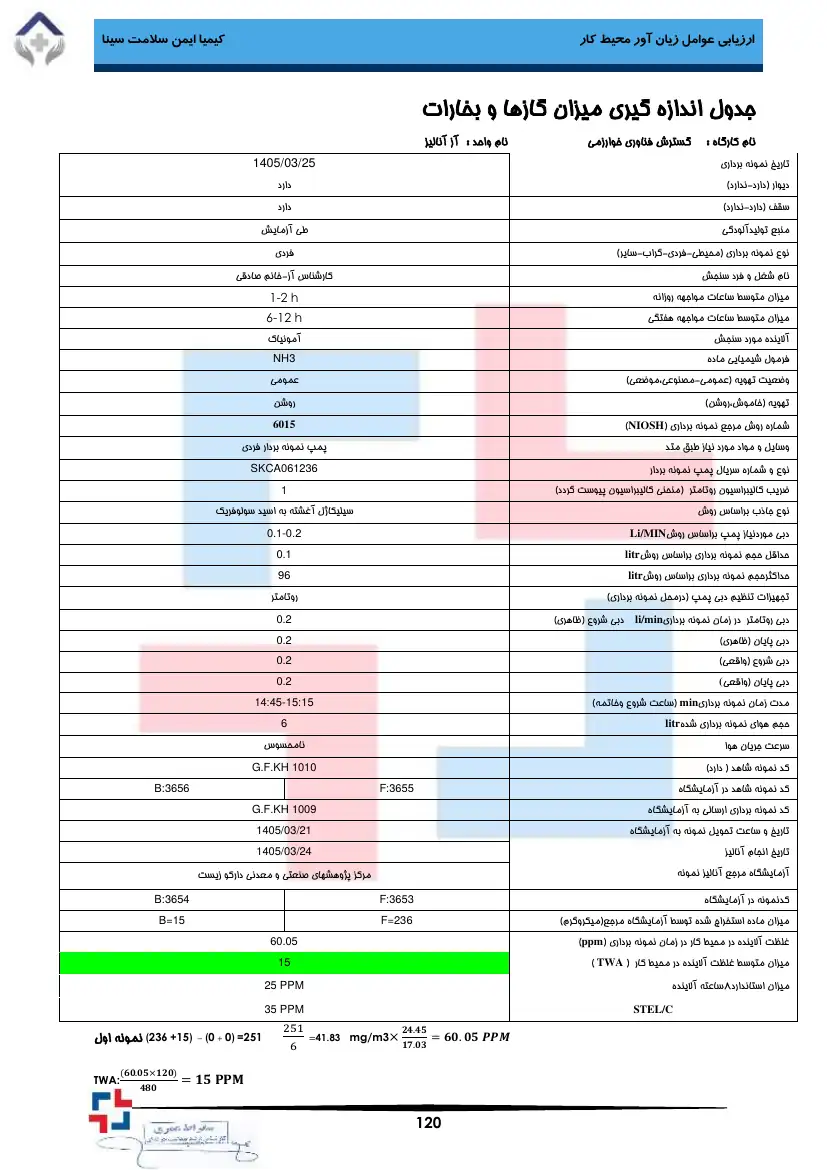 ارزیابی عوامل زیان آور محیط کار کیمیا ایمن سلامت سینا
جدول اندازه گیری میزان گازها و بخارات
نام کارگاه : گسترش فناوری خوارزمی نام واحد : آز آنالیز
تاریخ نمونه برداری 1405/03/25
دیوار (دارد-ندارد) دارد
سقف (دارد-ندارد) دارد
منبع تولیدآلودگی طی آزمایش
نوع نمونه برداری (محیطی-فردی-گراب-سایر) فردی
نام شغل و فرد سنجش کارشناس آز-خانم صادقی
میزان متوسط ساعات مواجهه روزانه 1-2 h
میزان متوسط ساعات مواجهه هفتگی 6-12 h
آلاینده مورد سنجش آمونیاک
فرمول شیمیایی ماده NH3
وضعیت تهویه (عمومی-مصنوعی،موضعی) عمومی
تهویه (خاموش،روشن) روشن
شماره روش مرجع نمونه برداری (NIOSH) 6015
وسایل و مواد مورد نیاز طبق متد پمپ نمونه بردار فردی
نوع و شماره سریال پمپ نمونه بردار SKCA061236
ضریب کالیبراسیون روتامتر (منحنی کالیبراسیون پیوست گردد) 1
نوع جاذب براساس روش سیلیکاژل آغشته به اسید سولوفریک
دبی موردنیاز پمپ براساس روشLi/MIN 0.1-0.2
حداقل حجم نمونه برداری براساس روشlitr 0.1
حداکثرحجم نمونه برداری براساس روشlitr 96
تجهیزات تنظیم دبی پمپ (درمحل نمونه برداری) روتامتر
دبی روتامتر در زمان نمونه برداریli/min دبی شروع (ظاهری) 0.2
دبی پایان (ظاهری) 0.2
دبی شروع (واقعی) 0.2
دبی پایان (واقعی) 0.2
مدت زمان نمونه برداریmin (ساعت شروع وخاتمه) 14:45-15:15
حجم هوای نمونه برداری شدهlitr 6
سرعت جریان هوا نامحسوس
کد نمونه شاهد ( دارد) G.F.KH 1010
کد نمونه شاهد در آزمایشگاه F:3655 B:3656
کد نمونه برداری ارسالی به آزمایشگاه G.F.KH 1009
تاریخ و ساعت تحویل نمونه به آزمایشگاه 1405/03/21
تاریخ انجام آنالیز 1405/03/24
آزمایشگاه مرجع آنالیز نمونه مرکز پژوهشهای صنعتی و معدنی دارکو زیست
کدنمونه در آزمایشگاه F:3653 B:3654
میزان ماده استخراج شده توسط آزمایشگاه مرجع(میکروگرم) F=236 B=15
غلظت آلاینده در محیط کار در زمان نمونه برداری (ppm) 60.05
میزان متوسط غلظت آلاینده در محیط کار ( TWA ) 15
میزان استاندارد۸ساعته آلاینده 25 PPM
STEL/C 35 PPM
نمونه اول (236 +15) - (0 + 0) =251 251/6 =41.83 mg/m3× 24.45/17.03 = 60.05 PPM
TWA:(60.05×120)/480 = 15 PPM
120